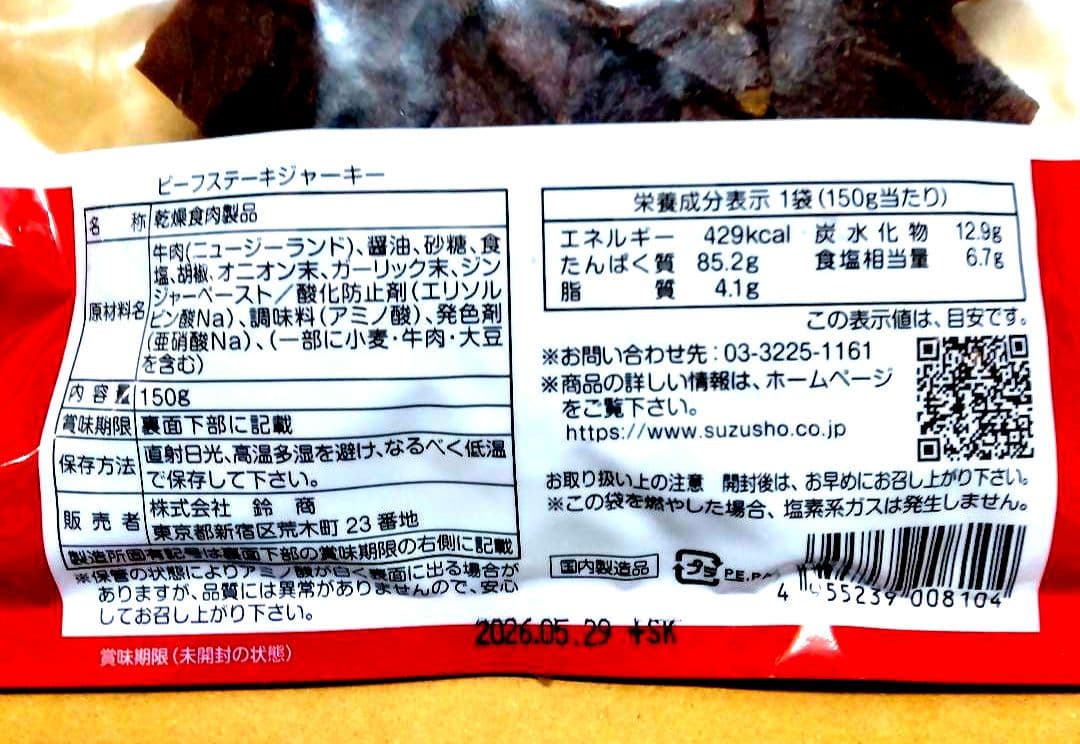 ビーフステーキジャーキー
名 称 乾燥食肉製品
原材料名 牛肉(ニュージーランド)、醤油、砂糖、食
塩、胡椒、オニオン末、ガーリック末、ジン
ジャーペースト/酸化防止剤(エリソル
ビン酸Na)、調味料(アミノ酸)、発色剤
(亜硝酸Na)、(一部に小麦・牛肉・大豆
を含む)
内容量 150g
賞味期限 裏面下部に記載
保存方法 直射日光、高温多湿を避け、なるべく低温
で保存して下さい。
販売者 株式会社 鈴商
東京都新宿区荒木町23番地
製造所固有記号は裏面下部の賞味期限の右側に記載
※保管の状態によりアミノ酸が白く表面に出る場合が
ありますが、品質には異常がありませんので、安心
してお召し上がり下さい。
賞味期限(未開封の状態)
2026.05.29 +SK
栄養成分表示 1袋(150g当たり)
エネルギー 429kcal 炭水化物 12.9g
たんぱく質 85.2g 食塩相当量 6.7g
脂質 4.1g
この表示値は、目安です。
※お問い合わせ先:03-3225-1161
※商品の詳しい情報は、ホームページ
をご覧下さい。
https://www.suzusho.co.jp
お取り扱い上の注意 開封後は、お早めにお召し上がり下さい。
※この袋を燃やした場合、塩素系ガスは発生しません。
国内製造品 プラ PE,PA
4 955239 008104